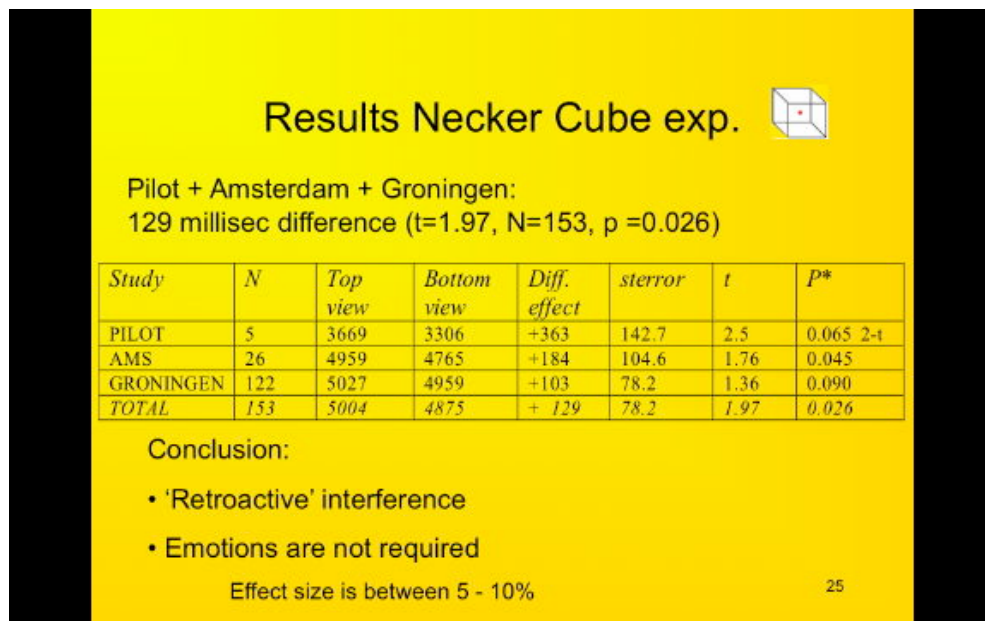 Results Necker Cube exp.
Pilot + Amsterdam + Groningen:
129 millisec difference (t=1.97, N=153, p =0.026)
Study N Top view Bottom view Diff. effect sterror t P*
PILOT 5 3669 3306 +363 142.7 2.5 0.065 2-t
AMS 26 4959 4765 +184 104.6 1.76 0.045
GRONINGEN 122 5027 4959 +103 78.2 1.36 0.090
TOTAL 153 5004 4875 + 129 78.2 1.97 0.026
Conclusion:
• ‘Retroactive’ interference
• Emotions are not required
Effect size is between 5 - 10%
25